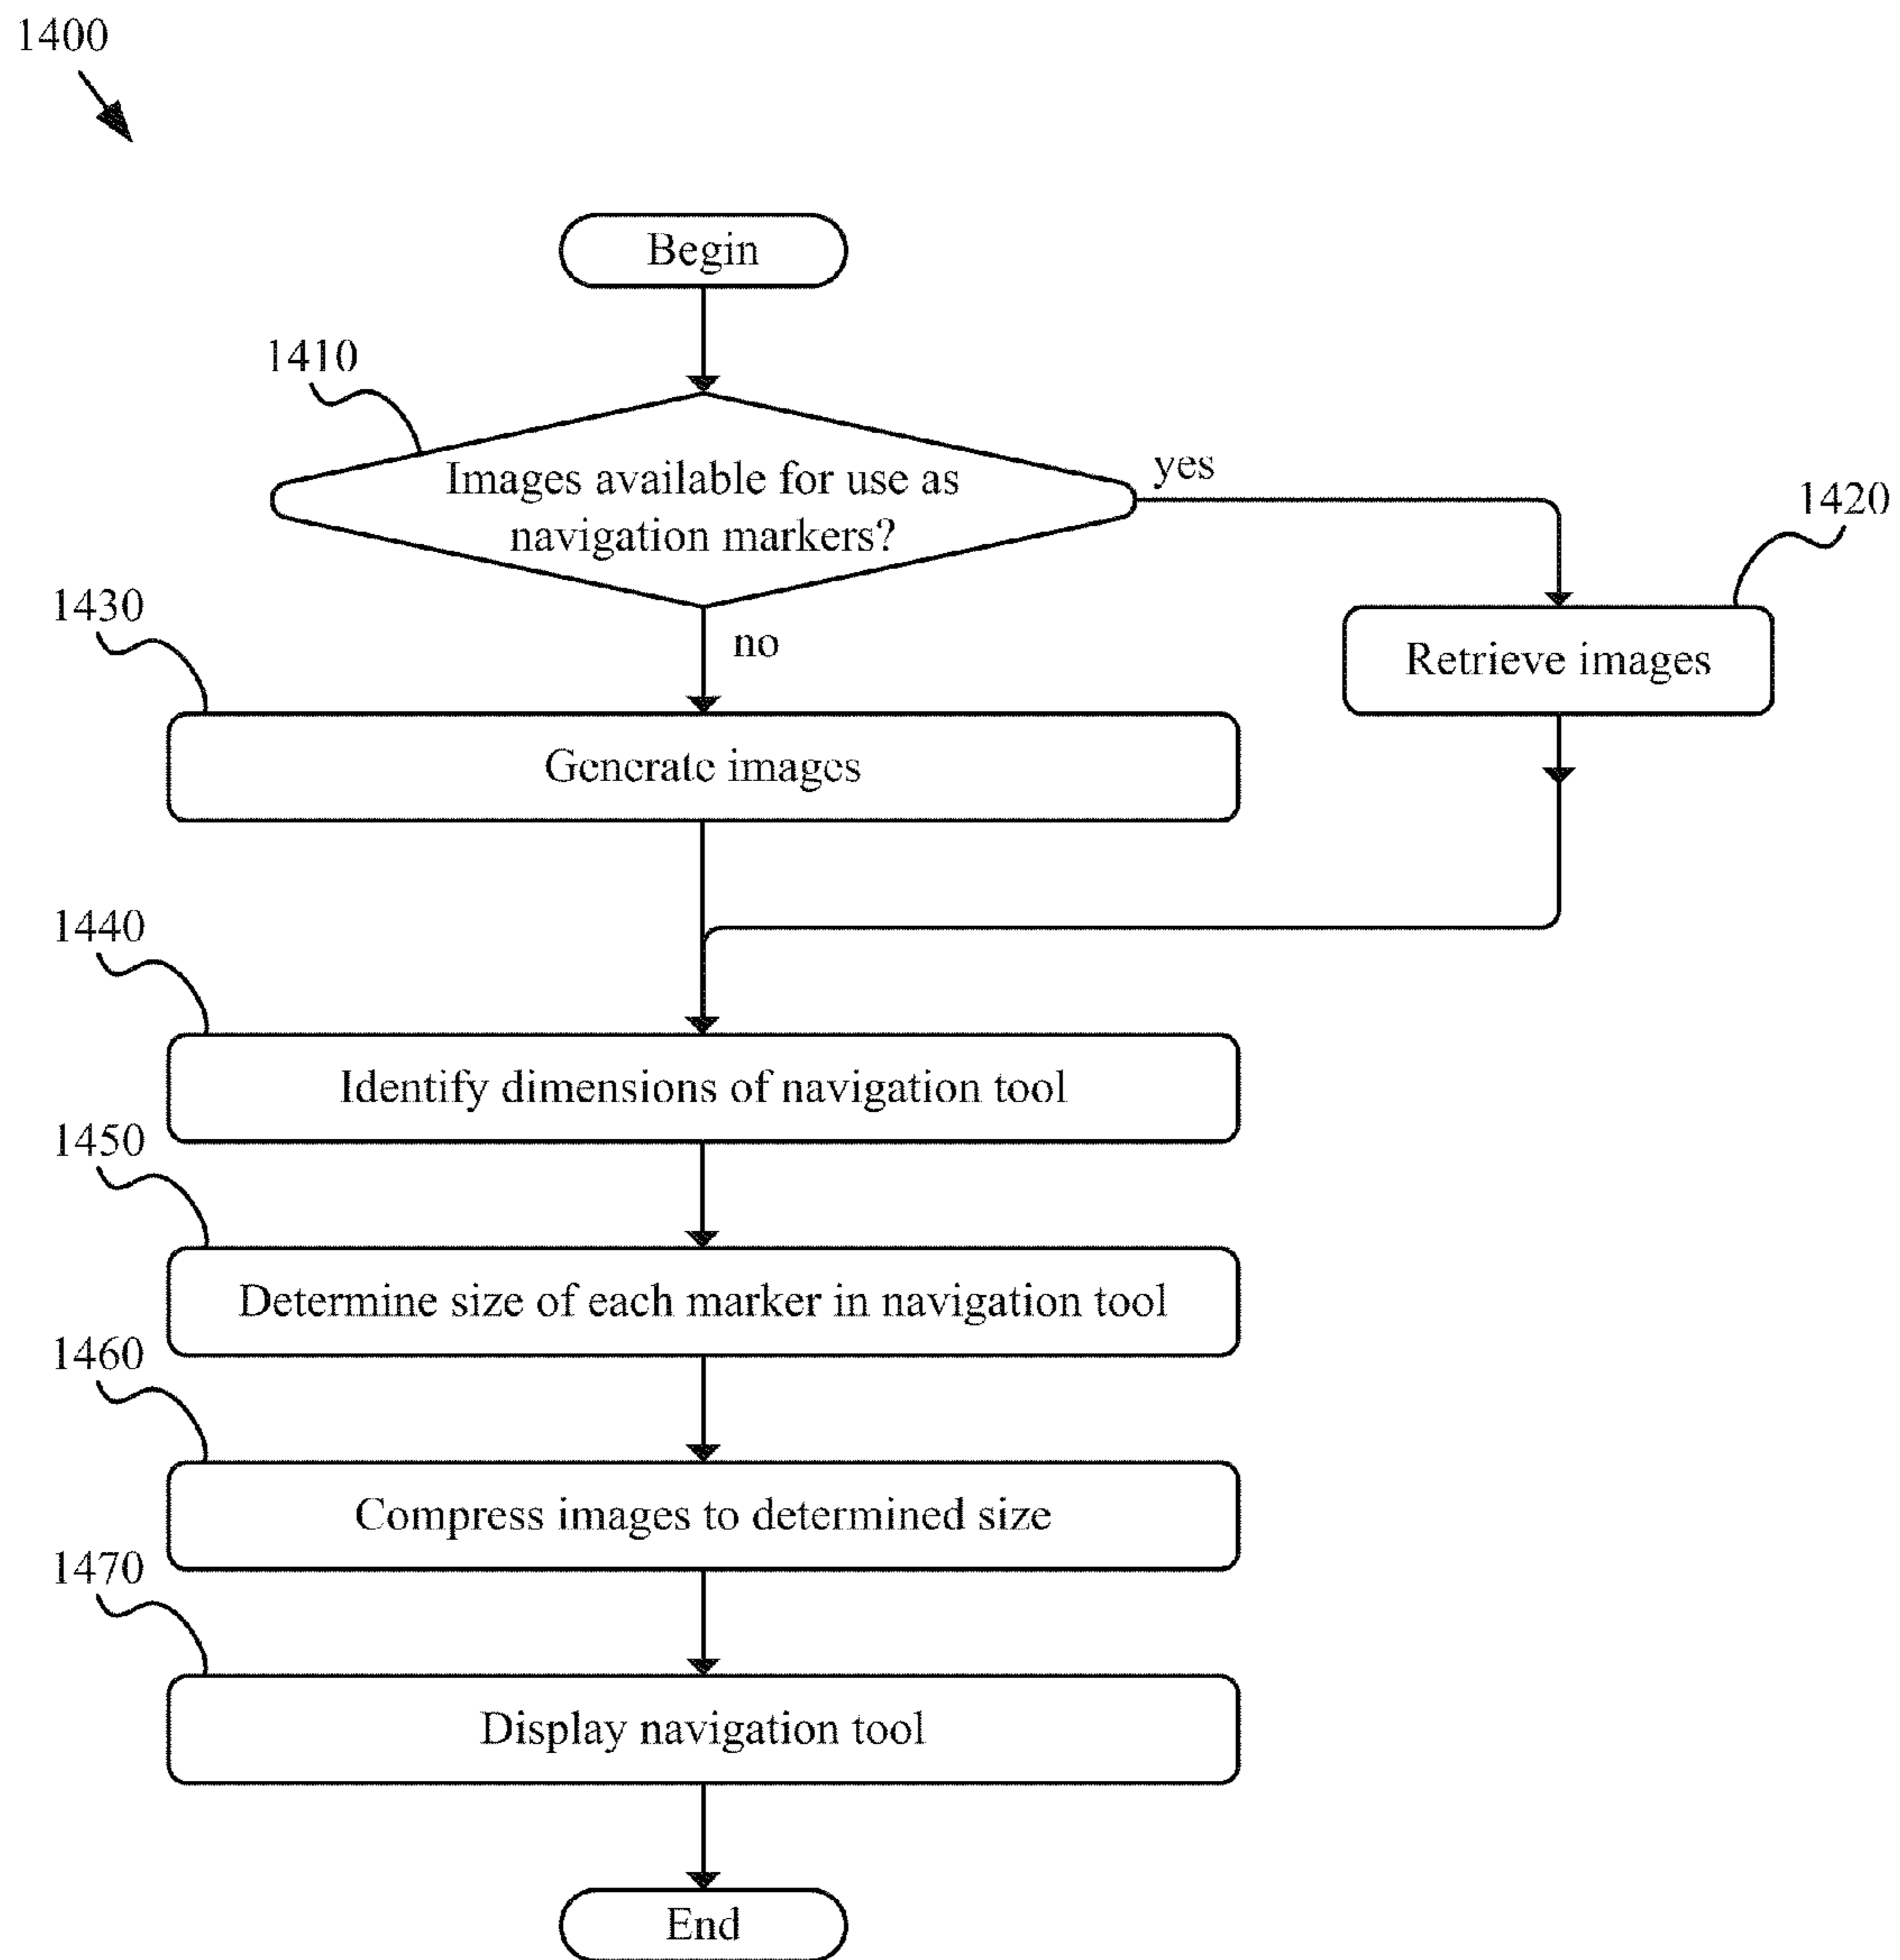 1400
Begin
1410
Images available for use as
navigation markers?
yes
1420
Retrieve images
no
1430
Generate images
1440
Identify dimensions of navigation tool
1450
Determine size of each marker in navigation tool
1460
Compress images to determined size
1470
Display navigation tool
End